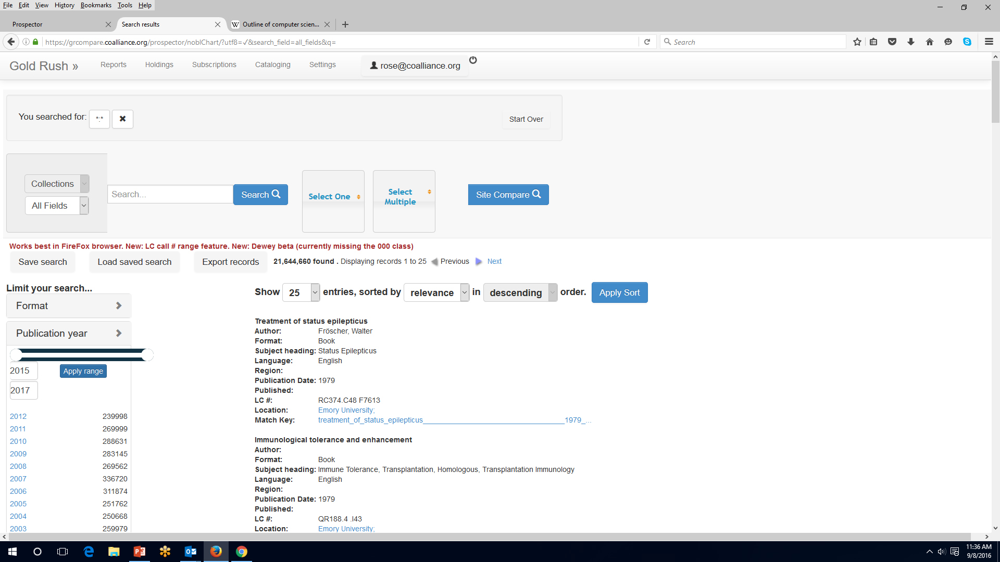 File Edit View History Bookmarks Tools Help
Prospector
Search results
W Outline of computer scien...
https://grcompare.coalliance.org/prospector/noblChart/?utf8=✓&search_field=all_fields&q=
Search
Gold Rush »
Reports Holdings Subscriptions Cataloging Settings
rose@coalliance.org
You searched for: *:*
Start Over
Collections
All Fields
Search...
Search
Select One
Select
Multiple
Site Compare
Works best in FireFox browser. New: LC call # range feature. New: Dewey beta (currently missing the 000 class)
Save search Load saved search Export records 21,644,660 found . Displaying records 1 to 25 Previous Next
Limit your search...
Format
Publication year
2015
Apply range
2017
2012 239998
2011 269999
2010 288631
2009 283145
2008 269562
2007 336720
2006 311874
2005 251762
2004 250668
2003 259979
Show 25 entries, sorted by relevance in descending order. Apply Sort
Treatment of status epilepticus
Author: Fröscher, Walter
Format: Book
Subject heading: Status Epilepticus
Language: English
Region:
Publication Date: 1979
Published:
LC #: RC374.C48 F7613
Location: Emory University;
Match Key: treatment_of_status_epilepticus___________________________________1979_...
Immunological tolerance and enhancement
Author:
Format: Book
Subject heading: Immune Tolerance, Transplantation, Homologous, Transplantation Immunology
Language: English
Region:
Publication Date: 1979
Published:
LC #: QR188.4 .I43
Location: Emory University;
11:36 AM
9/8/2016